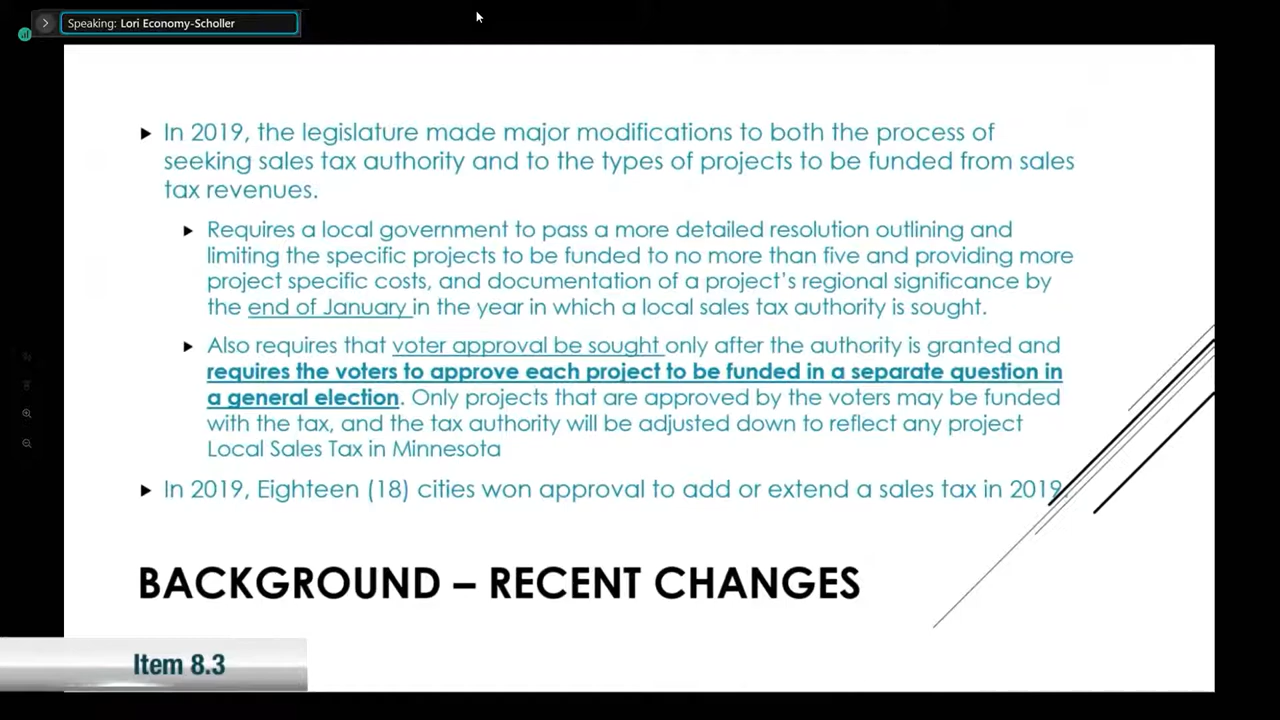 Speaking: Lori Economy-Scholler
In 2019, the legislature made major modifications to both the process of
seeking sales tax authority and to the types of projects to be funded from sales
tax revenues.
Requires a local government to pass a more detailed resolution outlining and
limiting the specific projects to be funded to no more than five and providing more
project specific costs, and documentation of a project's regional significance by
the end of January in the year in which a local sales tax authority is sought.
Also requires that voter approval be sought only after the authority is granted and
requires the voters to approve each project to be funded in a separate question in
a general election. Only projects that are approved by the voters may be funded
with the tax, and the tax authority will be adjusted down to reflect any project
Local Sales Tax in Minnesota
In 2019, Eighteen (18) cities won approval to add or extend a sales tax in 2019.
BACKGROUND – RECENT CHANGES
Item 8.3